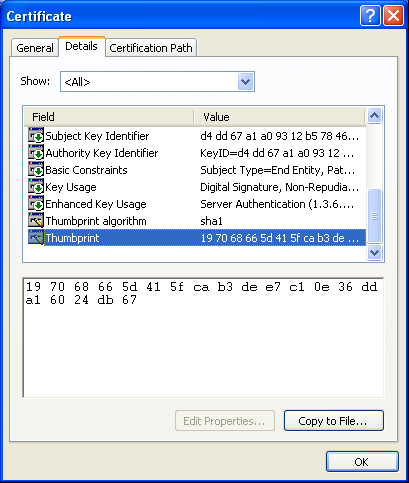 Certificate
General Details Certification Path
Show: <All>
Field Value
Subject Key Identifier d4 dd 67 a1 a0 93 12 b5 78 46...
Authority Key Identifier KeyID=d4 dd 67 a1 a0 93 12 ...
Basic Constraints Subject Type=End Entity, Pat...
Key Usage Digital Signature, Non-Repudia...
Enhanced Key Usage Server Authentication (1.3.6....
Thumbprint algorithm sha1
Thumbprint 19 70 68 66 5d 41 5f ca b3 de ...
19 70 68 66 5d 41 5f ca b3 de e7 c1 0e 36 dd
a1 60 24 db 67
Edit Properties... Copy to File...
OK